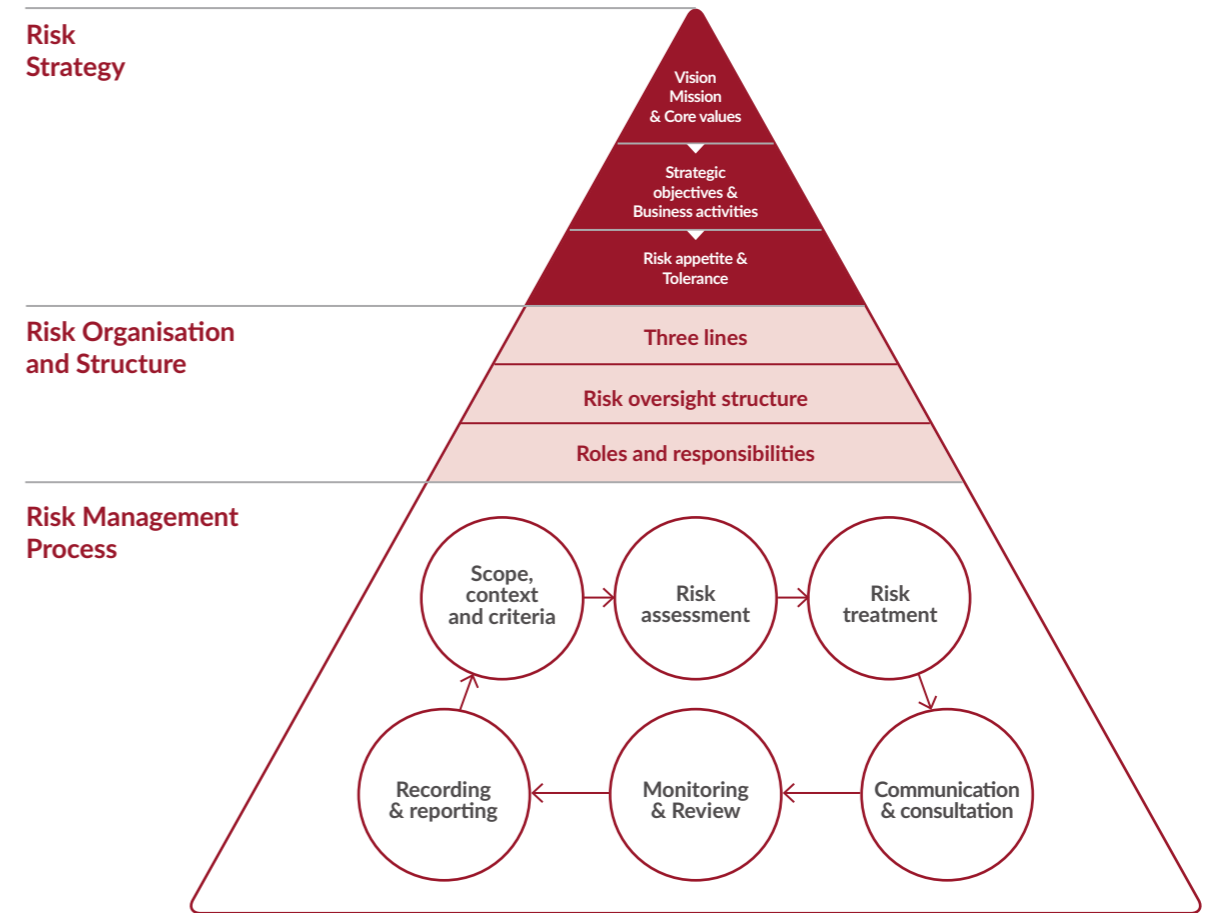 Risk
Strategy
Vision
Mission
& Core values
Strategic
objectives &
Business activities
Risk appetite &
Tolerance
Risk Organisation
and Structure
Three lines
Risk oversight structure
Roles and responsibilities
Risk Management
Process
Scope,
context
and criteria
Risk
assessment
Risk
treatment
Recording
& reporting
Monitoring
& Review
Communication
& consultation